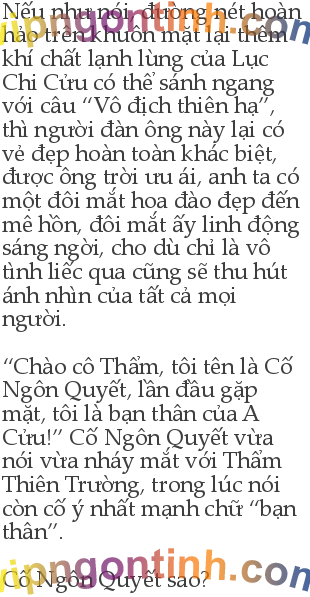 Nếu như nói, đường nét hoàn
hảo trên khuôn mặt lại thêm
khí chất lạnh lùng của Lục
Chi Cửu có thể sánh ngang
với câu “Vô địch thiên hạ”,
thì người đàn ông này lại có
vẻ đẹp hoàn toàn khác biệt,
được ông trời ưu ái, anh ta có
một đôi mắt hoa đào đẹp đến
mê hồn, đôi mắt ấy linh động
sáng ngời, cho dù chỉ là vô
tình liếc qua cũng sẽ thu hút
ánh nhìn của tất cả mọi
người.
“Chào cô Thẩm, tôi tên là Cố
Ngôn Quyết, lần đầu gặp
mặt, tôi là bạn thân của A
Cửu!” Cố Ngôn Quyết vừa
nói vừa nháy mắt với Thẩm
Thiên Trường, trong lúc nói
còn cố ý nhất mạnh chữ “bạn
thân”.
Cố Ngôn Quyết sao?
vipngontinh.com
vipngontinh.com